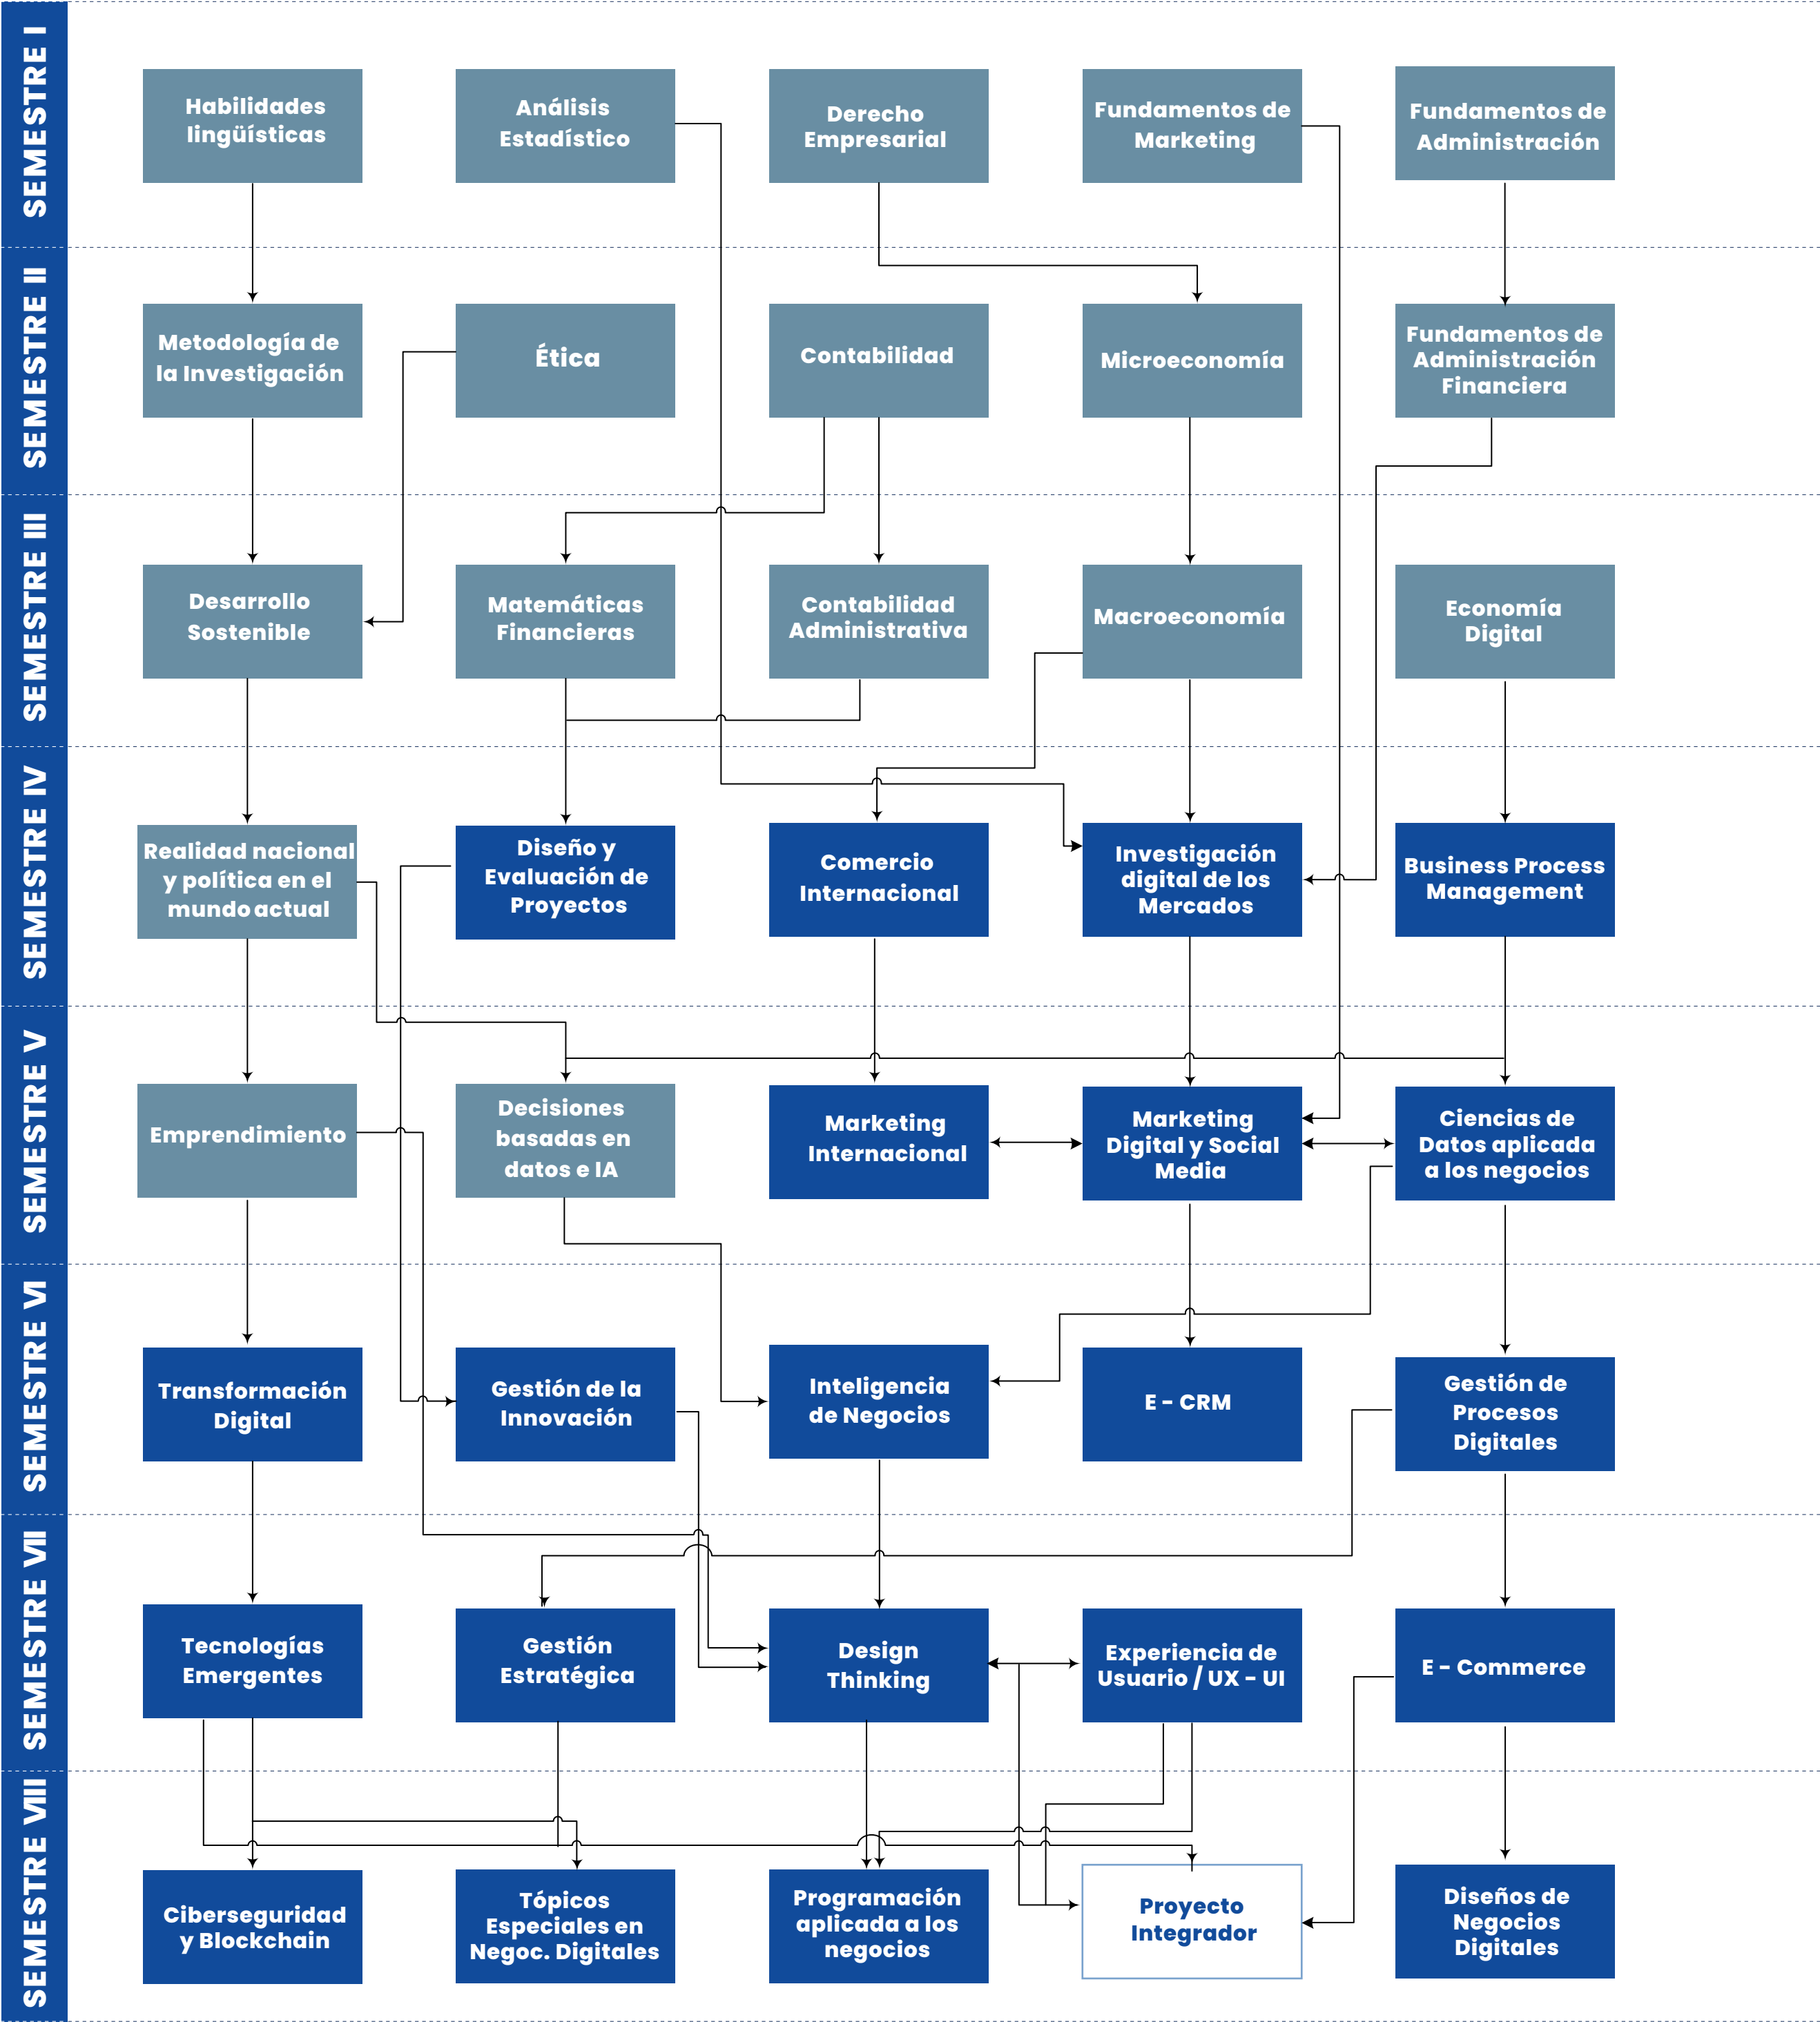 SEMESTRE I
Habilidades
lingüísticas
Análisis
Estadístico
Derecho
Empresarial
Fundamentos de
Marketing
Fundamentos de
Administración
SEMESTRE II
Metodología de
la Investigación
Ética
Contabilidad
Microeconomía
Fundamentos de
Administración
Financiera
SEMESTRE III
Desarrollo
Sostenible
Matemáticas
Financieras
Contabilidad
Administrativa
Macroeconomía
Economía
Digital
SEMESTRE IV
Realidad nacional
y política en el
mundo actual
Diseño y
Evaluación de
Proyectos
Comercio
Internacional
Investigación
digital de los
Mercados
Business Process
Management
SEMESTRE V
Emprendimiento
Decisiones
basadas en
datos e IA
Marketing
Internacional
Marketing
Digital y Social
Media
Ciencias de
Datos aplicada
a los negocios
SEMESTRE VI
Transformación
Digital
Gestión de la
Innovación
Inteligencia
de Negocios
E - CRM
Gestión de
Procesos
Digitales
SEMESTRE VII
Tecnologías
Emergentes
Gestión
Estratégica
Design
Thinking
Experiencia de
Usuario / UX - UI
E - Commerce
SEMESTRE VIII
Ciberseguridad
y Blockchain
Tópicos
Especiales en
Negoc. Digitales
Programación
aplicada a los
negocios
Proyecto
Integrador
Diseños de
Negocios
Digitales